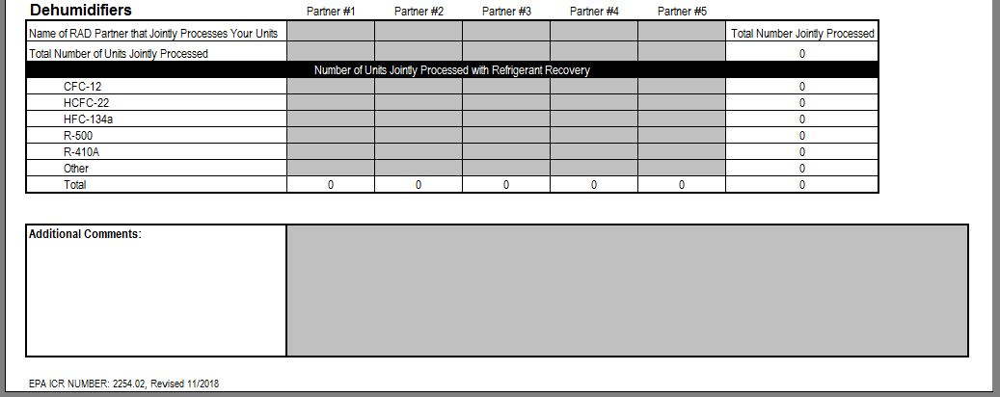 Dehumidifiers Partner #1 Partner #2 Partner #3 Partner #4 Partner #5
Name of RAD Partner that Jointly Processes Your Units Total Number Jointly Processed
Total Number of Units Jointly Processed 0
Number of Units Jointly Processed with Refrigerant Recovery
CFC-12 0
HCFC-22 0
HFC-134a 0
R-500 0
R-410A 0
Other 0
Total 0 0 0 0 0 0
Additional Comments:
EPA ICR NUMBER: 2254.02, Revised 11/2018